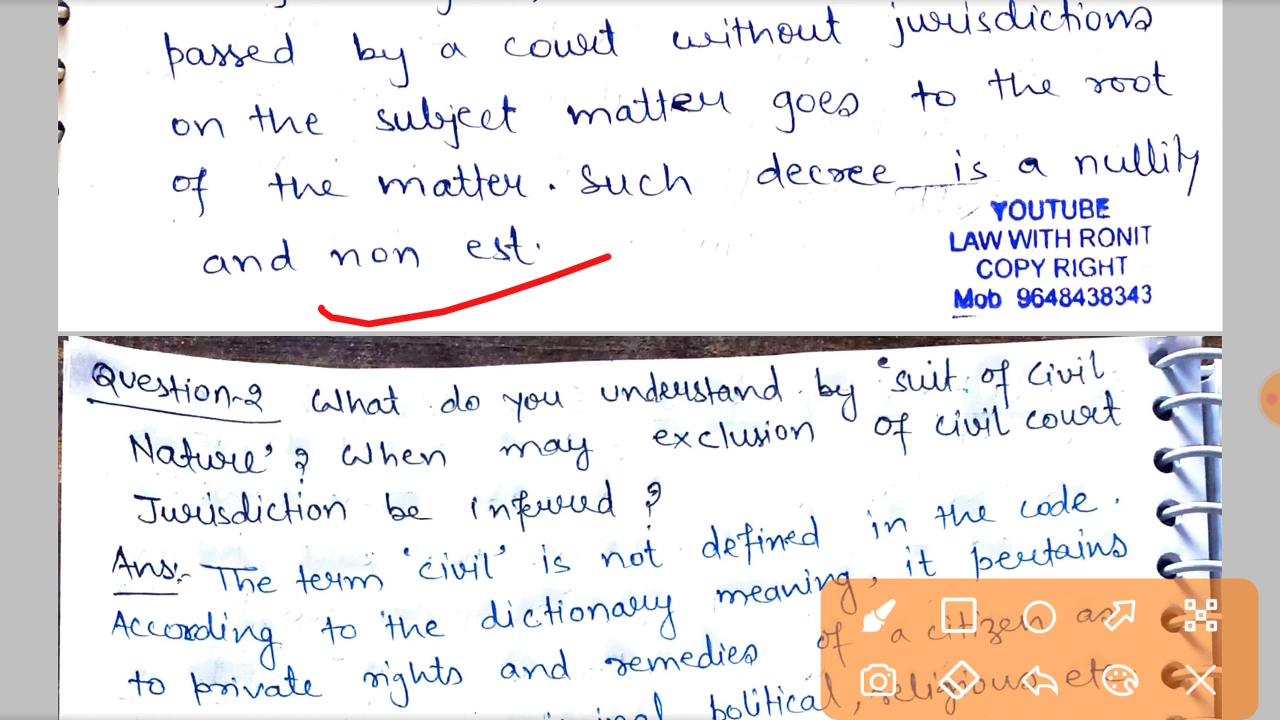 passed by a court without jurisdictions
on the subject matter goes to the root
of the matter. Such decree is a nullity
and non est.
YOUTUBE
LAW WITH RONIT
COPY RIGHT
Mob 9648438343
Question-2 What do you understand by 'suit of Civil
Nature'? When may exclusion of civil court
Jurisdiction be inferred?
Ans:- The term 'civil' is not defined in the code.
According to the dictionary meaning, it pertains
to private rights and remedies of a citizen as
political, religious etc